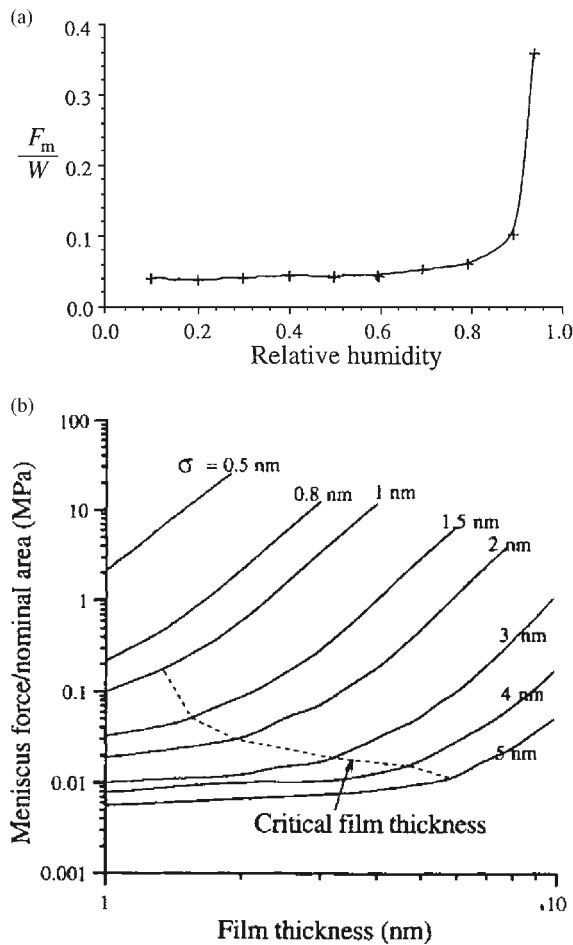 (a)
0.4
0.3
F_m
W
0.2
0.1
0.0
0.0 0.2 0.4 0.6 0.8 1.0
Relative humidity
(b)
100
10
1
0.1
0.01
0.001
Meniscus force/nominal area (MPa)
σ = 0.5 nm
0.8 nm
1 nm
1.5 nm
2 nm
3 nm
4 nm
5 nm
Critical film thickness
1 10
Film thickness (nm)